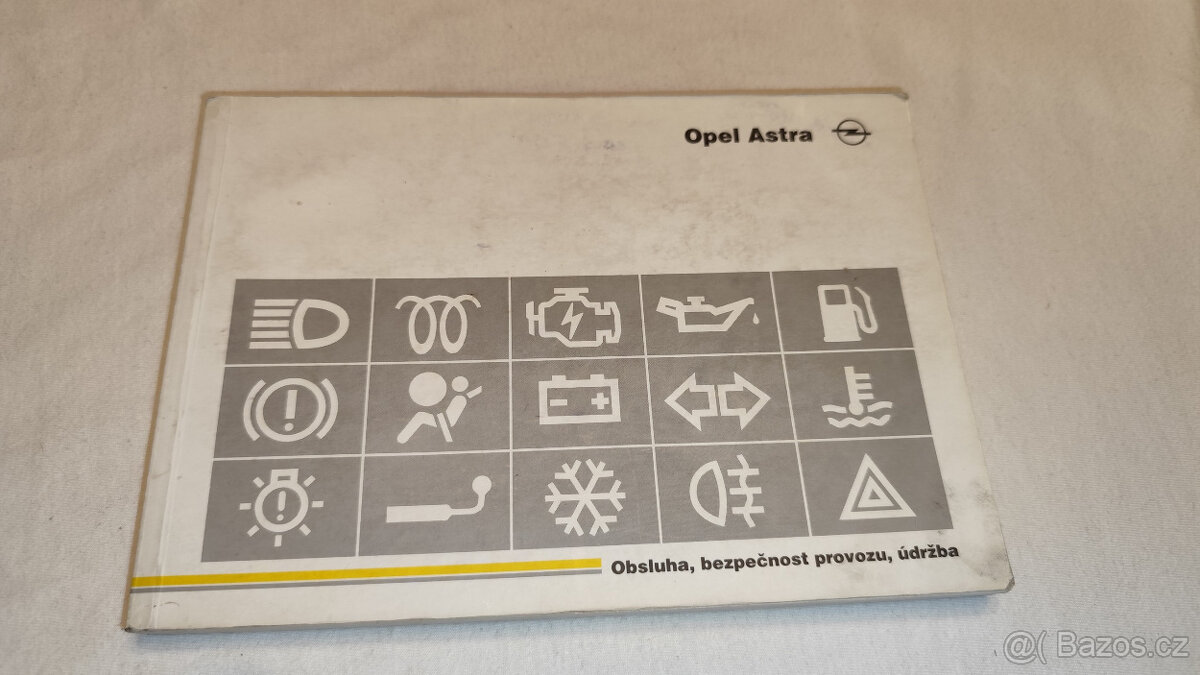 Opel Astra
Obsluha, bezpečnost provozu, údržba
@( Bazos.cz